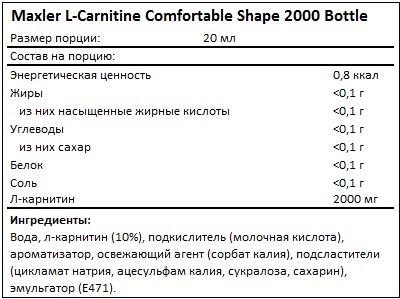 Maxler L-Carnitine Comfortable Shape 2000 Bottle
Размер порции: 20 мл
Состав на порцию:
Энергетическая ценность 0,8 ккал
Жиры <0,1 г
из них насыщенные жирные кислоты <0,1 г
Углеводы <0,1 г
из них сахар <0,1 г
Белок <0,1 г
Соль <0,1 г
Л-карнитин 2000 мг
Ингредиенты:
Вода, л-карнитин (10%), подкислитель (молочная кислота),
ароматизатор, освежающий агент (сорбат калия), подсластители
(цикламат натрия, ацесульфам калия, сукралоза, сахарин),
эмульгатор (Е471).